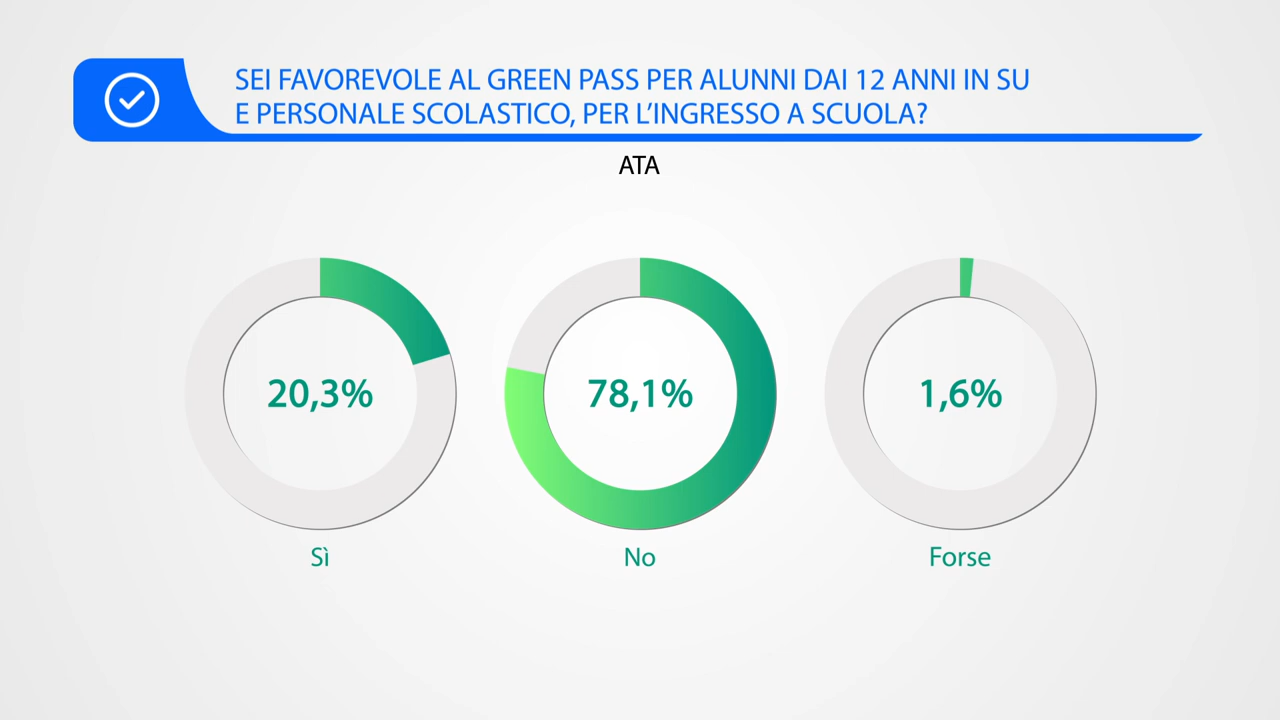 SEI FAVOREVOLE AL GREEN PASS PER ALUNNI DAI 12 ANNI IN SU
E PERSONALE SCOLASTICO, PER L’INGRESSO A SCUOLA?
ATA
20,3%
78,1%
1,6%
Sì
No
Forse